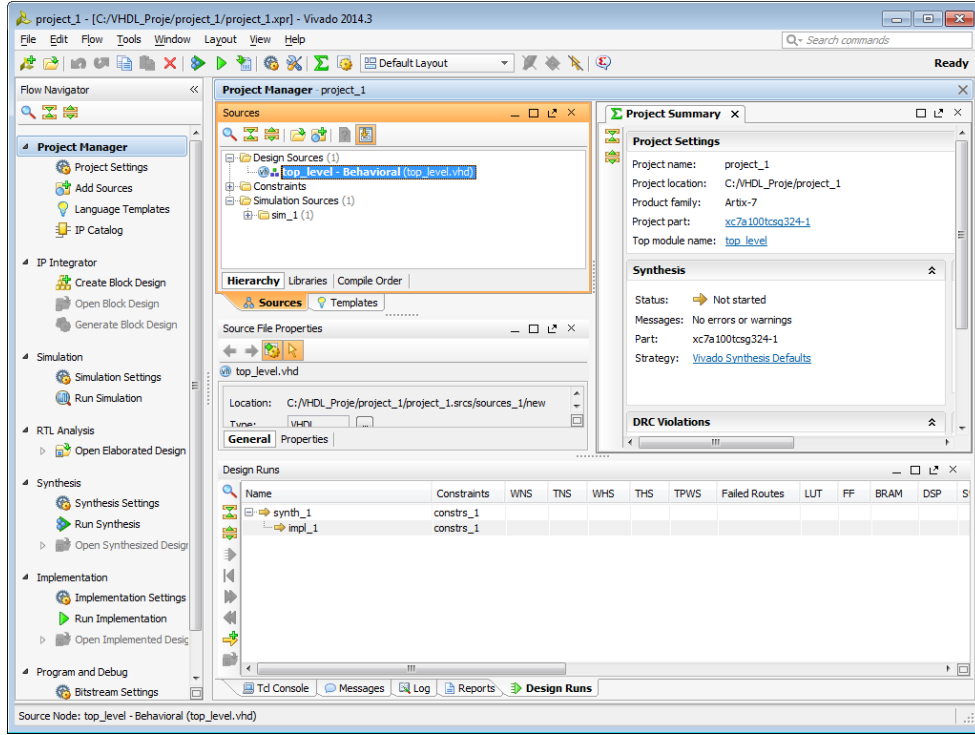 project_1 - [C:/VHDL_Proje/project_1/project_1.xpr] - Vivado 2014.3
File Edit Flow Tools Window Layout View Help
Search commands
Default Layout
Ready
Flow Navigator
Project Manager
Project Settings
Add Sources
Language Templates
IP Catalog
IP Integrator
Create Block Design
Open Block Design
Generate Block Design
Simulation
Simulation Settings
Run Simulation
RTL Analysis
Open Elaborated Design
Synthesis
Synthesis Settings
Run Synthesis
Open Synthesized Desigr
Implementation
Implementation Settings
Run Implementation
Open Implemented Desig
Program and Debug
Bitstream Settings
Project Manager - project_1
Sources
Design Sources (1)
top_level - Behavioral (top_level.vhd)
Constraints
Simulation Sources (1)
sim_1 (1)
Hierarchy Libraries Compile Order
Sources Templates
Source File Properties
top_level.vhd
Location: C:/VHDL_Proje/project_1/project_1.srcs/sources_1/new
Type: VHDL ...
General Properties
Project Summary
Project Settings
Project name: project_1
Project location: C:/VHDL_Proje/project_1
Product family: Artix-7
Project part: xc7a100tcsg324-1
Top module name: top_level
Synthesis
Status: Not started
Messages: No errors or warnings
Part: xc7a100tcsg324-1
Strategy: Vivado Synthesis Defaults
DRC Violations
Design Runs
Name Constraints WNS TNS WHS THS TPWS Failed Routes LUT FF BRAM DSP S
synth_1 constrs_1
impl_1 constrs_1
Tcl Console Messages Log Reports Design Runs
Source Node: top_level - Behavioral (top_level.vhd)